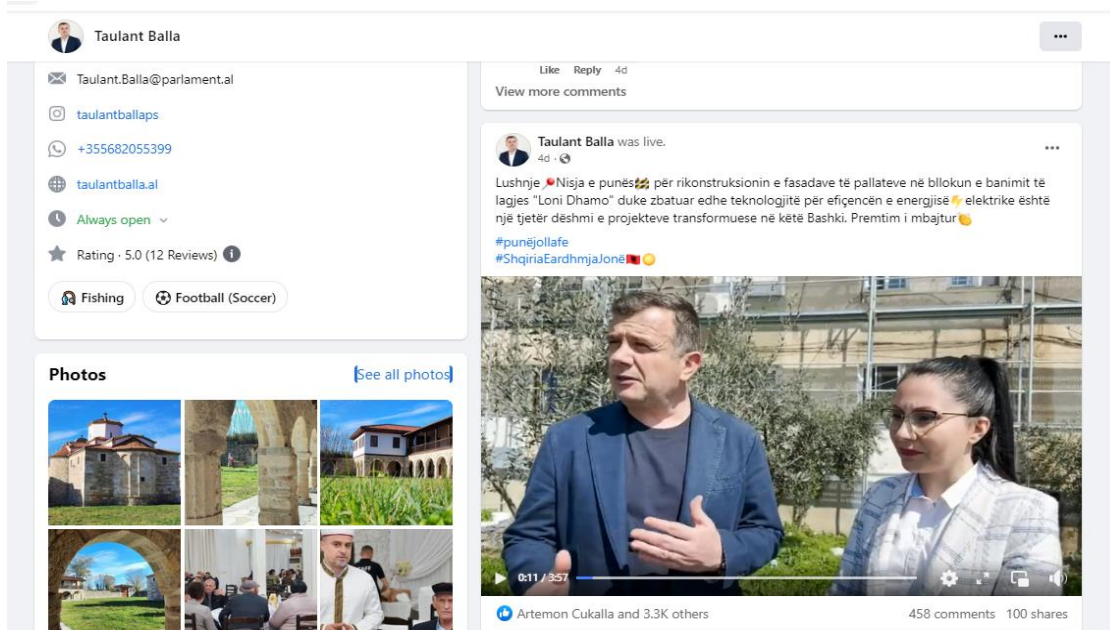 Taulant Balla
Taulant.Balla@parlament.al
taulantballaps
+355682055399
taulantballa.al
Always open
Rating · 5.0 (12 Reviews)
Fishing
Football (Soccer)
Photos
See all photos
Like Reply 4d
View more comments
Taulant Balla was live.
4d ·
Lushnje📍Nisja e punës🚧 për rikonstruksionin e fasadave të pallateve në bllokun e banimit të
lagjes "Loni Dhamo" duke zbatuar edhe teknologjitë për efiçencën e energjisë⚡elektrike është
një tjetër dëshmi e projekteve transformuese në këtë Bashki. Premtim i mbajtur👏
#punëjollafe
#ShqiriaEardhmjaJonë🇦🇱🟡
0:11 / 3:57
Artemon Cukalla and 3.3K others
458 comments 100 shares